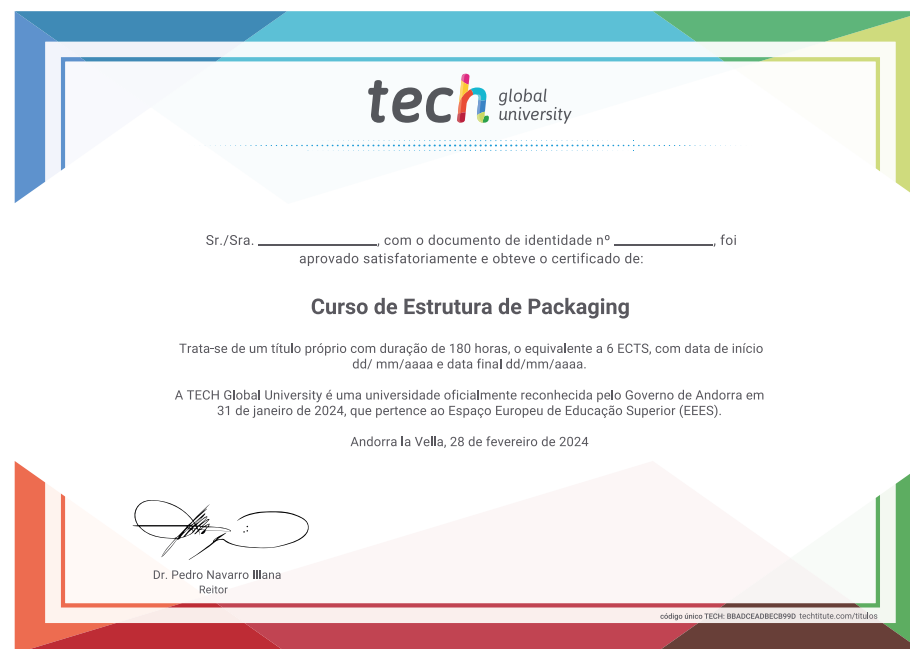 tech global
university
Sr./Sra. ________________, com o documento de identidade nº ______________, foi
aprovado satisfatoriamente e obteve o certificado de:
Curso de Estrutura de Packaging
Trata-se de um título próprio com duração de 180 horas, o equivalente a 6 ECTS, com data de início
dd/ mm/aaaa e data final dd/mm/aaaa.
A TECH Global University é uma universidade oficialmente reconhecida pelo Governo de Andorra em
31 de janeiro de 2024, que pertence ao Espaço Europeu de Educação Superior (EEES).
Andorra la Vella, 28 de fevereiro de 2024
Dr. Pedro Navarro Illana
Reitor
código único TECH: BBADCEADBECB99D techtitute.com/titulos